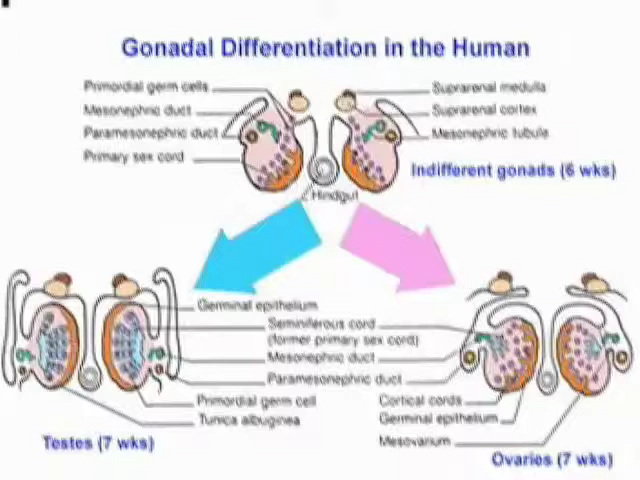 Gonadal Differentiation in the Human
Primordial germ cells
Mesonephric duct
Paramesonephric duct
Primary sex cord
Suprarenal medulla
Suprarenal cortex
Mesonephric tubule
Indifferent gonads (6 wks)
Hindgut
Germinal epithelium
Seminiferous cord
(former primary sex cord)
Mesonephric duct
Paramesonephric duct
Primordial germ cell
Tunica albuginea
Cortical cords
Germinal epithelium
Mesovarium
Testes (7 wks)
Ovaries (7 wks)